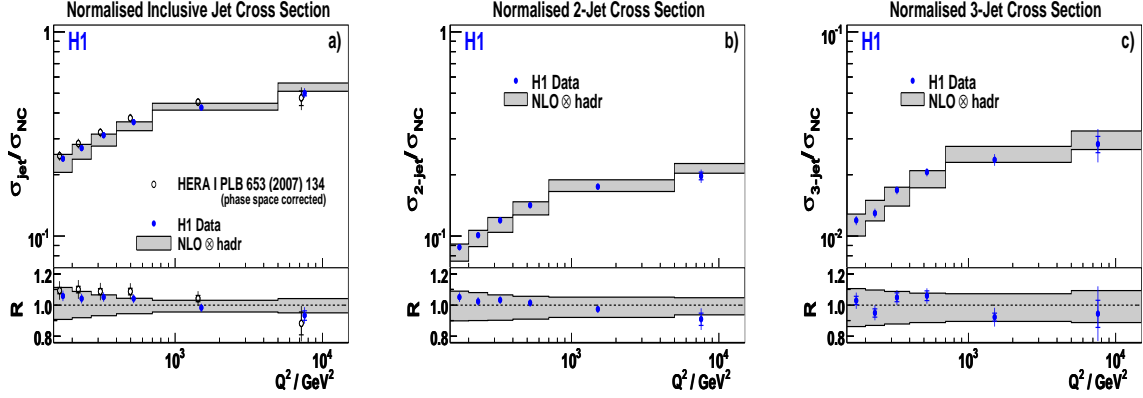 Normalised Inclusive Jet Cross Section
H1
a)
1
10⁻¹
σjet/σNC
HERA I PLB 653 (2007) 134
(phase space corrected)
H1 Data
NLO ⊗ hadr
1.2
1.0
0.8
R
10³
10⁴
Q² / GeV²
Normalised 2-Jet Cross Section
H1
b)
1
10⁻¹
σ2-jet/σNC
H1 Data
NLO ⊗ hadr
1.2
1.0
0.8
R
10³
10⁴
Q² / GeV²
Normalised 3-Jet Cross Section
H1
c)
10⁻¹
10⁻²
σ3-jet/σNC
H1 Data
NLO ⊗ hadr
1.2
1.0
0.8
R
10³
10⁴
Q² / GeV²